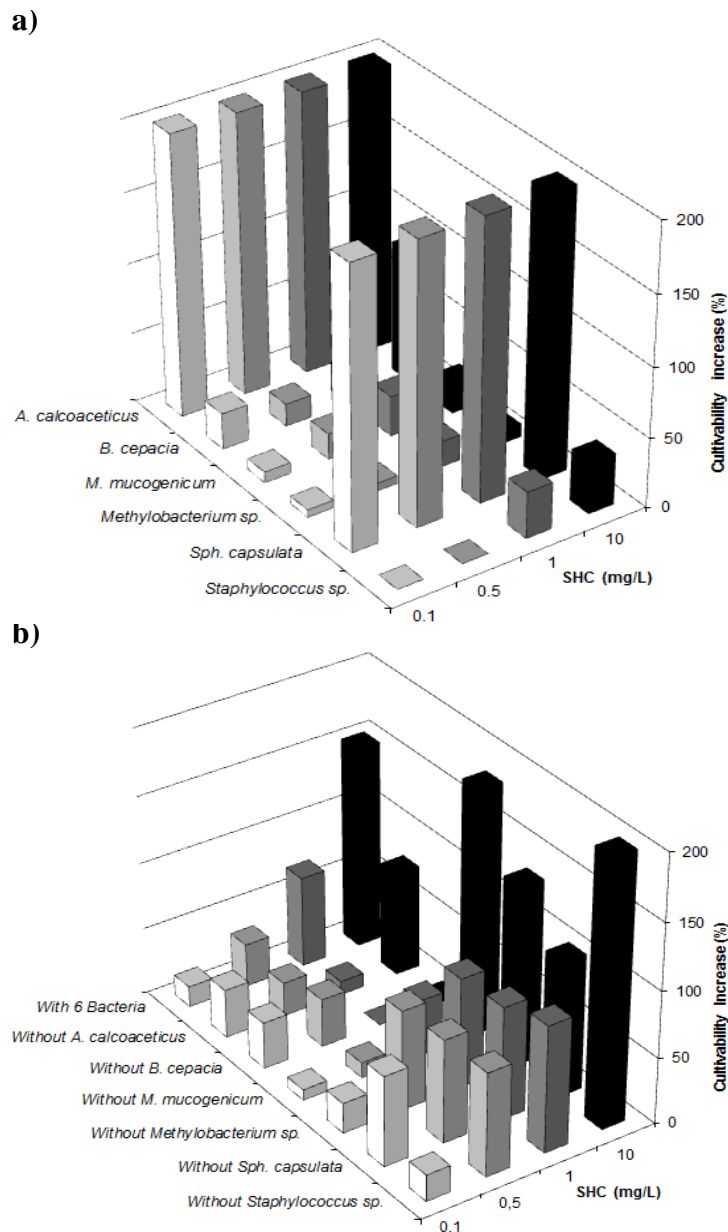 a)
200
150
100
50
0
Cultivability increase (%)
A. calcoaceticus
B. cepacia
M. mucogenicum
Methylobacterium sp.
Sph. capsulata
Staphylococcus sp.
0.1
0.5
1
10
SHC (mg/L)
b)
200
150
100
50
0
Cultivability Increase (%)
With 6 Bacteria
Without A. calcoaceticus
Without B. cepacia
Without M. mucogenicum
Without Methylobacterium sp.
Without Sph. capsulata
Without Staphylococcus sp.
0.1
0,5
1
10
SHC (mg/L)